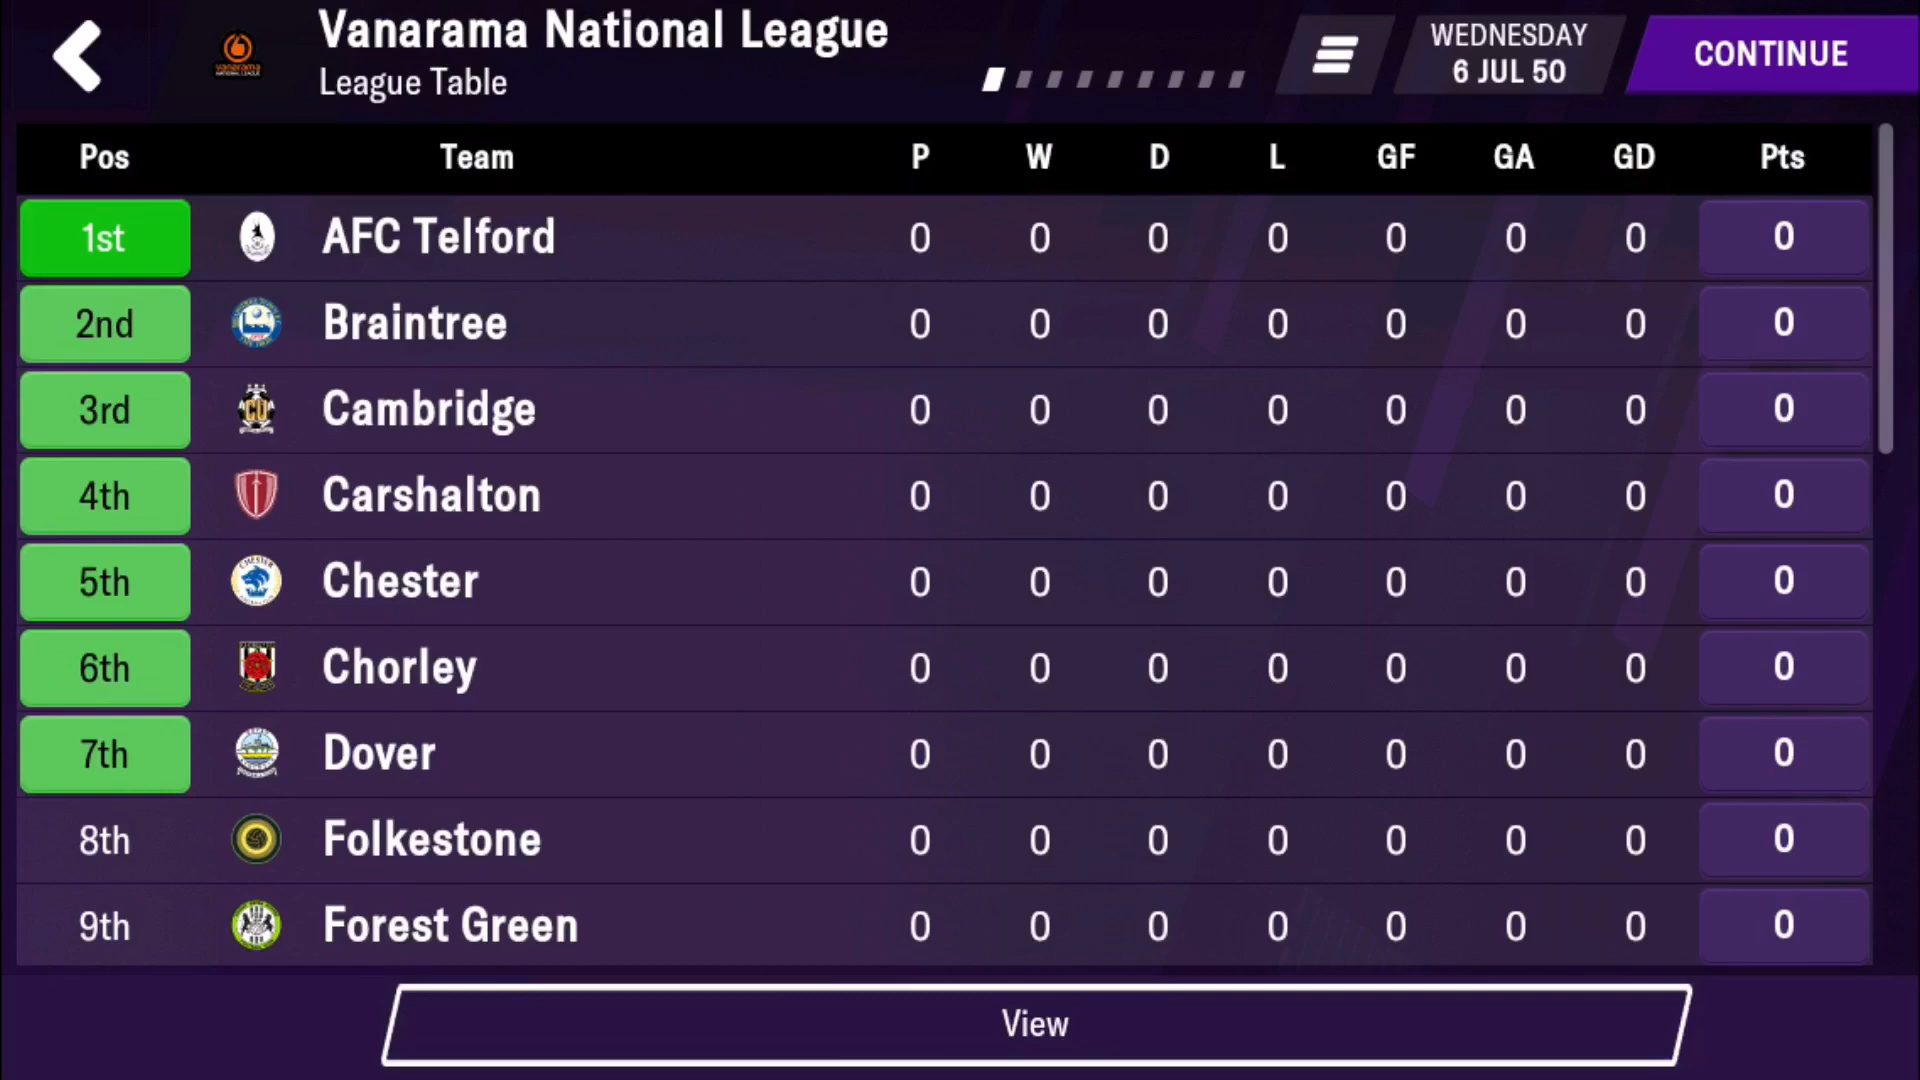 Vanarama National League
League Table
WEDNESDAY
6 JUL 50
CONTINUE
Pos Team P W D L GF GA GD Pts
1st AFC Telford 0 0 0 0 0 0 0 0
2nd Braintree 0 0 0 0 0 0 0 0
3rd Cambridge 0 0 0 0 0 0 0 0
4th Carshalton 0 0 0 0 0 0 0 0
5th Chester 0 0 0 0 0 0 0 0
6th Chorley 0 0 0 0 0 0 0 0
7th Dover 0 0 0 0 0 0 0 0
8th Folkestone 0 0 0 0 0 0 0 0
9th Forest Green 0 0 0 0 0 0 0 0
View